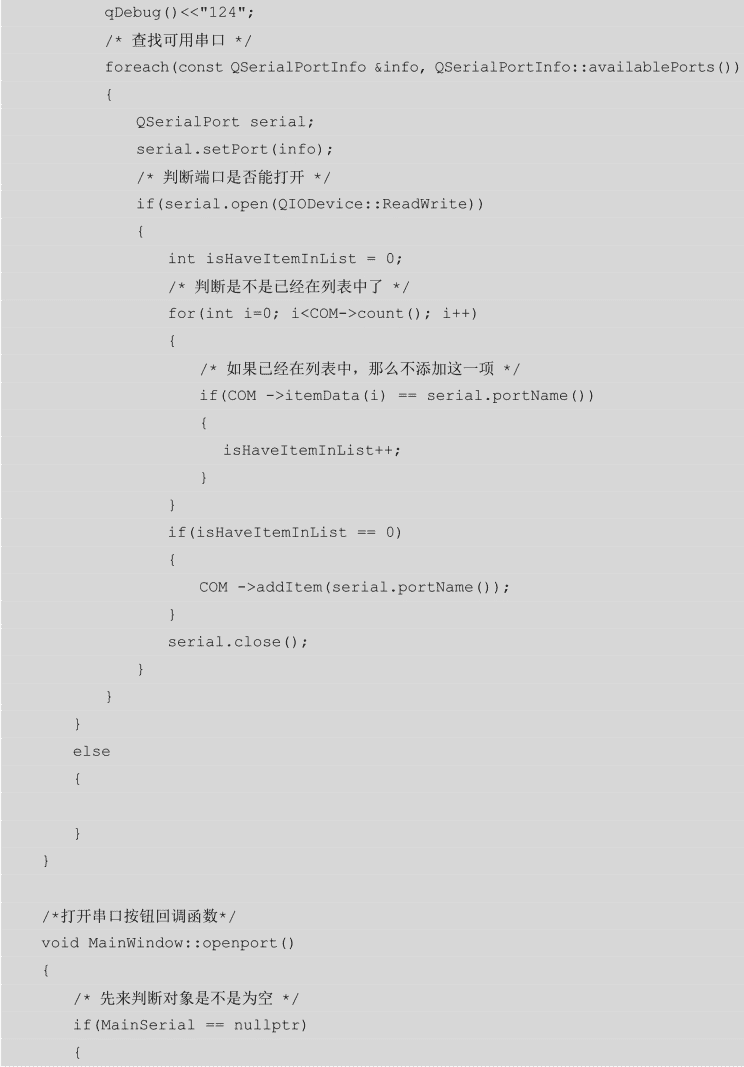 qDebug()<<"124";
/* 查找可用串口 */
foreach(const QSerialPortInfo &info, QSerialPortInfo::availablePorts())
{
QSerialPort serial;
serial.setPort(info);
/* 判断端口是否能打开 */
if(serial.open(QIODevice::ReadWrite))
{
int isHaveItemInList = 0;
/* 判断是不是已经在列表中了 */
for(int i=0; i<COM->count(); i++)
{
/* 如果已经在列表中，那么不添加这一项 */
if(COM ->itemData(i) == serial.portName())
{
isHaveItemInList++;
}
}
if(isHaveItemInList == 0)
{
COM ->addItem(serial.portName());
}
serial.close();
}
}
}
else
{
}
}
/*打开串口按钮回调函数*/
void MainWindow::openport()
{
/* 先来判断对象是不是为空 */
if(MainSerial == nullptr)
{